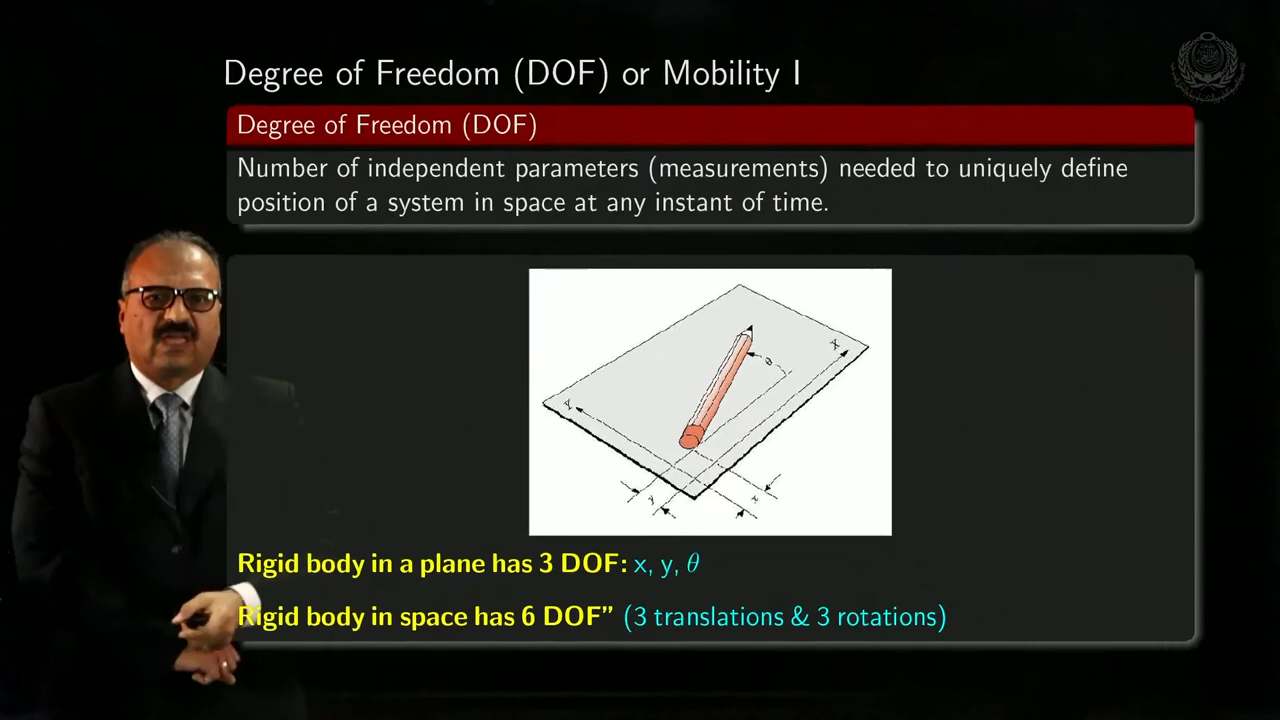 Degree of Freedom (DOF) or Mobility I
Degree of Freedom (DOF)
Number of independent parameters (measurements) needed to uniquely define
position of a system in space at any instant of time.
X
θ
y
x
Rigid body in a plane has 3 DOF: x, y, θ
Rigid body in space has 6 DOF” (3 translations & 3 rotations)